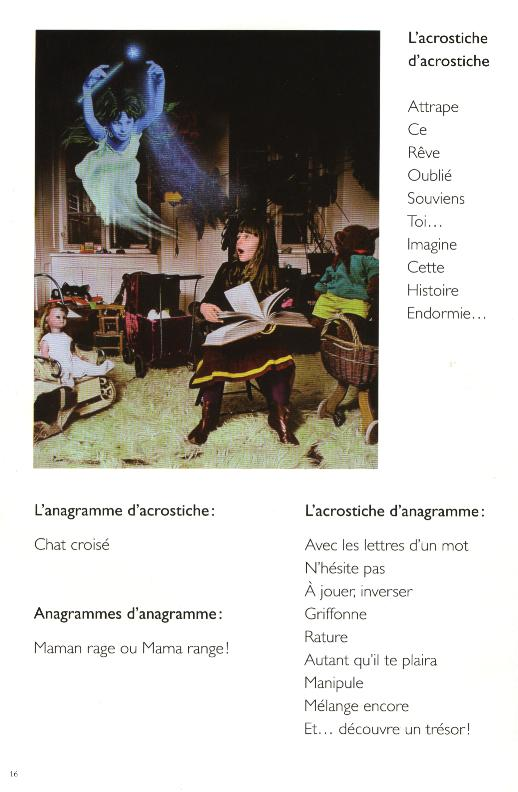 L'acrostiche
d'acrostiche
Attrape
Ce
Rêve
Oublié
Souviens
Toi...
Imagine
Cette
Histoire
Endormie...
L'anagramme d'acrostiche :
Chat croisé
Anagrammes d'anagramme :
Maman rage ou Mama range !
L'acrostiche d'anagramme :
Avec les lettres d'un mot
N'hésite pas
À jouer, inverser
Griffonne
Rature
Autant qu'il te plaira
Manipule
Mélange encore
Et... découvre un trésor !
16